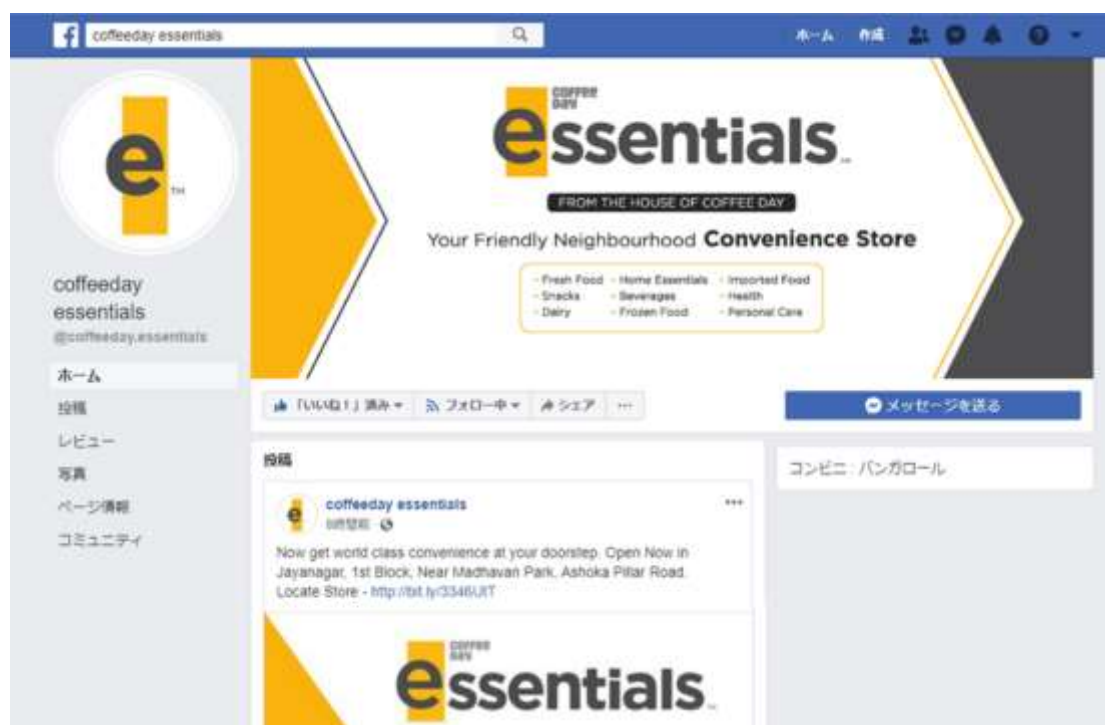 coffeeday essentials
ホーム 作成
e
TM
COFFEE
DAY
essentials
FROM THE HOUSE OF COFFEE DAY
Your Friendly Neighbourhood Convenience Store
- Fresh Food - Home Essentials - Imported Food
- Snacks - Beverages - Health
- Dairy - Frozen Food - Personal Care
coffeeday
essentials
@coffeeday.essentials
ホーム
投稿
レビュー
写真
ページ情報
コミュニティ
「いいね！」済み フォロー中 シェア ...
メッセージを送る
投稿
coffeeday essentials
8時間前
Now get world class convenience at your doorstep. Open Now in
Jayanagar, 1st Block, Near Madhavan Park, Ashoka Pillar Road.
Locate Store - http://bit.ly/3346UIT
コンビニ · バンガロール
COFFEE
DAY
essentials